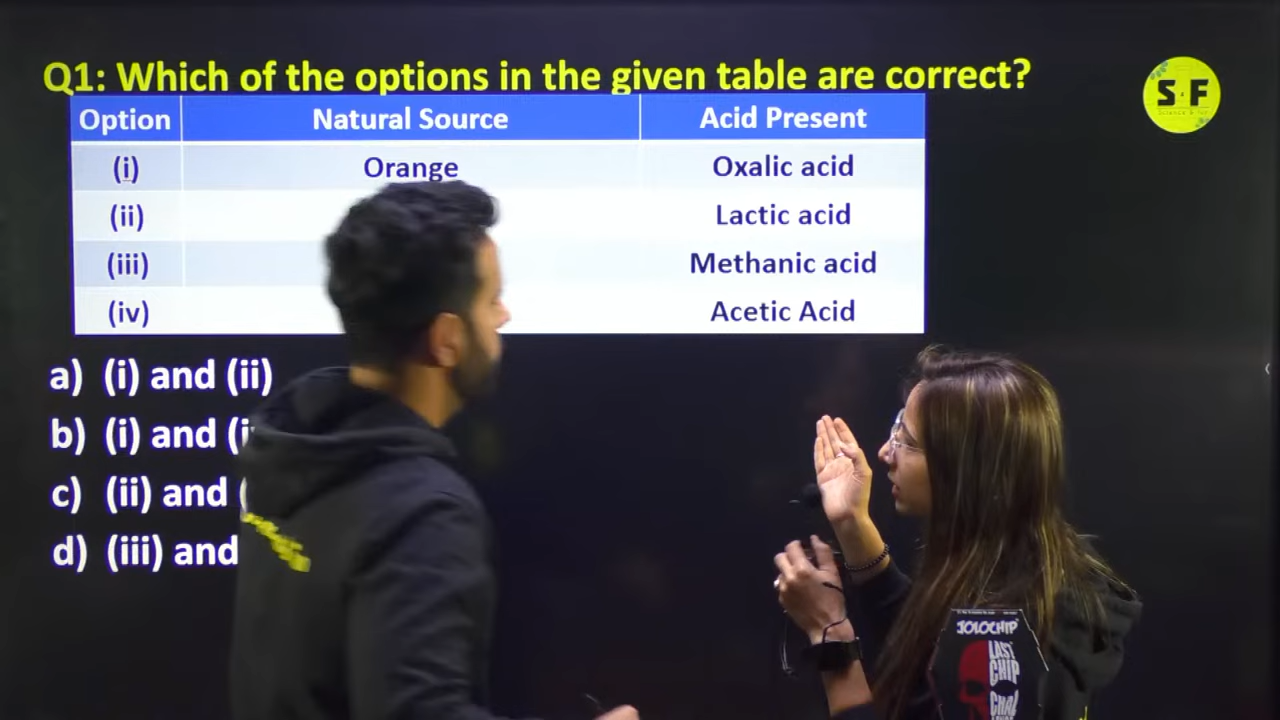 Q1: Which of the options in the given table are correct?
Option Natural Source Acid Present
(i) Orange Oxalic acid
(ii) Lactic acid
(iii) Methanic acid
(iv) Acetic Acid
a) (i) and (ii)
b) (i) and
c) (ii) and
d) (iii) and
S F
JOLOCHIP
LAST
CHIP